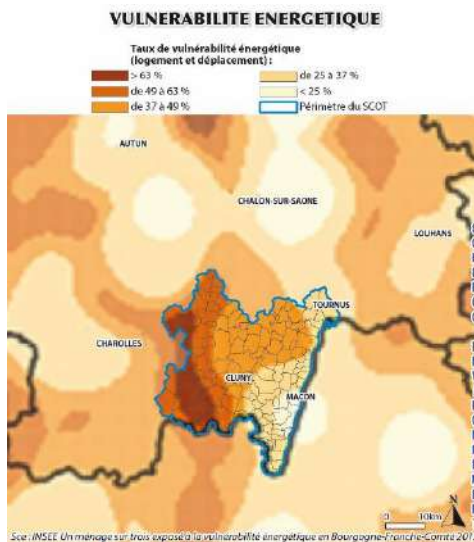 VULNERABILITE ENERGETIQUE
Taux de vulnérabilité énergétique
(logement et déplacement) :
> 63 %
de 49 à 63 %
de 37 à 49 %
de 25 à 37 %
< 25 %
Périmètre du SCOT
AUTUN
CHALON-SUR-SAONE
LOUHANS
TOURNUS
CHAROLLES
CLUNY
MACON
0 10km
N
Sce : INSEE Un ménage sur trois exposé à la vulnérabilité énergétique en Bourgogne-Franche-Comté